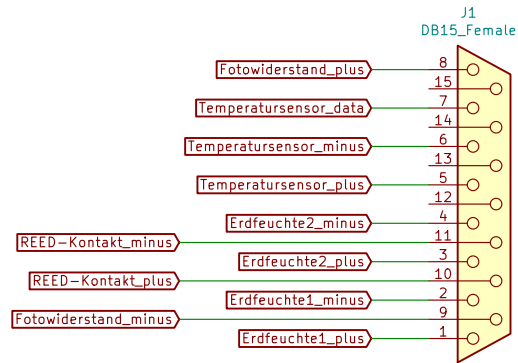 J1
DB15_Female
Fotowiderstand_plus 8
15
Temperatursensor_data 7
14
Temperatursensor_minus 6
13
Temperatursensor_plus 5
12
Erdfeuchte2_minus 4
REED-Kontakt_minus 11
Erdfeuchte2_plus 3
REED-Kontakt_plus 10
Erdfeuchte1_minus 2
Fotowiderstand_minus 9
Erdfeuchte1_plus 1